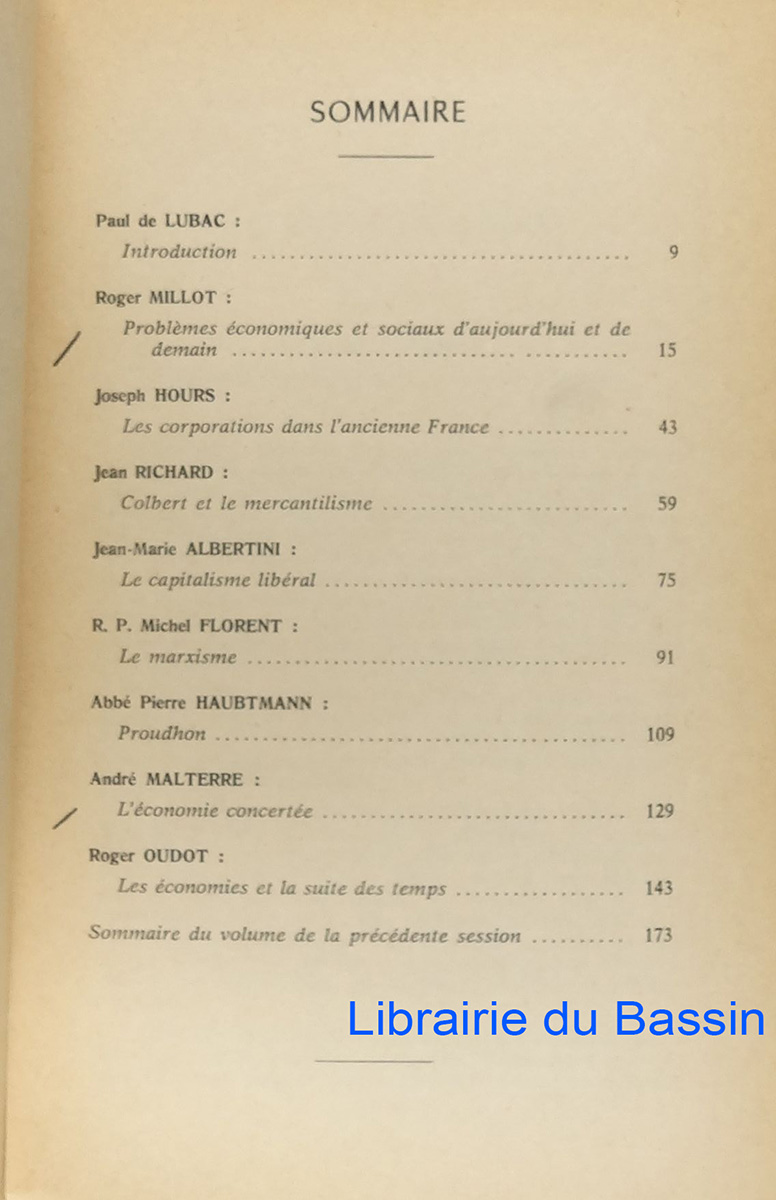 SOMMAIRE
Paul de LUBAC :
Introduction ........................................ 9
Roger MILLOT :
Problèmes économiques et sociaux d'aujourd'hui et de
demain .............................. ........... 15
Joseph HOURS :
Les corporations dans l'ancienne France .............. 43
Jean RICHARD :
Colbert et le mercantilisme .......................... 59
Jean-Marie ALBERTINI :
Le capitalisme libéral ................................ 75
R. P. Michel FLORENT :
Le marxisme ........................................ 91
Abbé Pierre HAUBTMANN :
Proudhon ........................................... 109
André MALTERRE :
L'économie concertée ................................ 129
Roger OUDOT :
Les économies et la suite des temps .................. 143
Sommaire du volume de la précédente session .......... 173
Librairie du Bassin